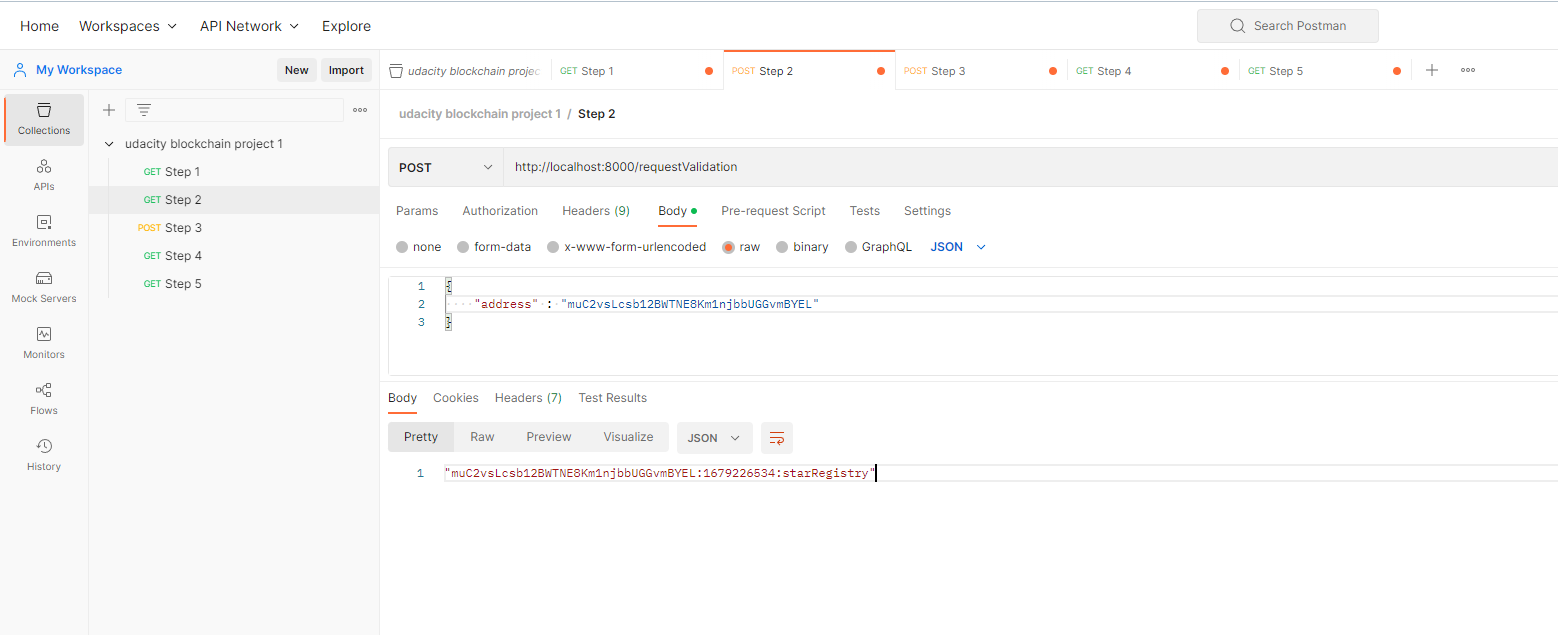 Home Workspaces API Network Explore Search Postman
My Workspace New Import
udacity blockchain projec GET Step 1 POST Step 2 POST Step 3 GET Step 4 GET Step 5
Collections
APIs
Environments
Mock Servers
Monitors
Flows
History
udacity blockchain project 1
GET Step 1
GET Step 2
POST Step 3
GET Step 4
GET Step 5
udacity blockchain project 1 / Step 2
POST http://localhost:8000/requestValidation
Params Authorization Headers (9) Body Pre-request Script Tests Settings
none form-data x-www-form-urlencoded raw binary GraphQL JSON
1 {
2 "address" : "muC2vsLcsb12BWTNE8Km1njbbUGGvmBYEL"
3 }
Body Cookies Headers (7) Test Results
Pretty Raw Preview Visualize JSON
1 "muC2vsLcsb12BWTNE8Km1njbbUGGvmBYEL:1679226534:starRegistry"